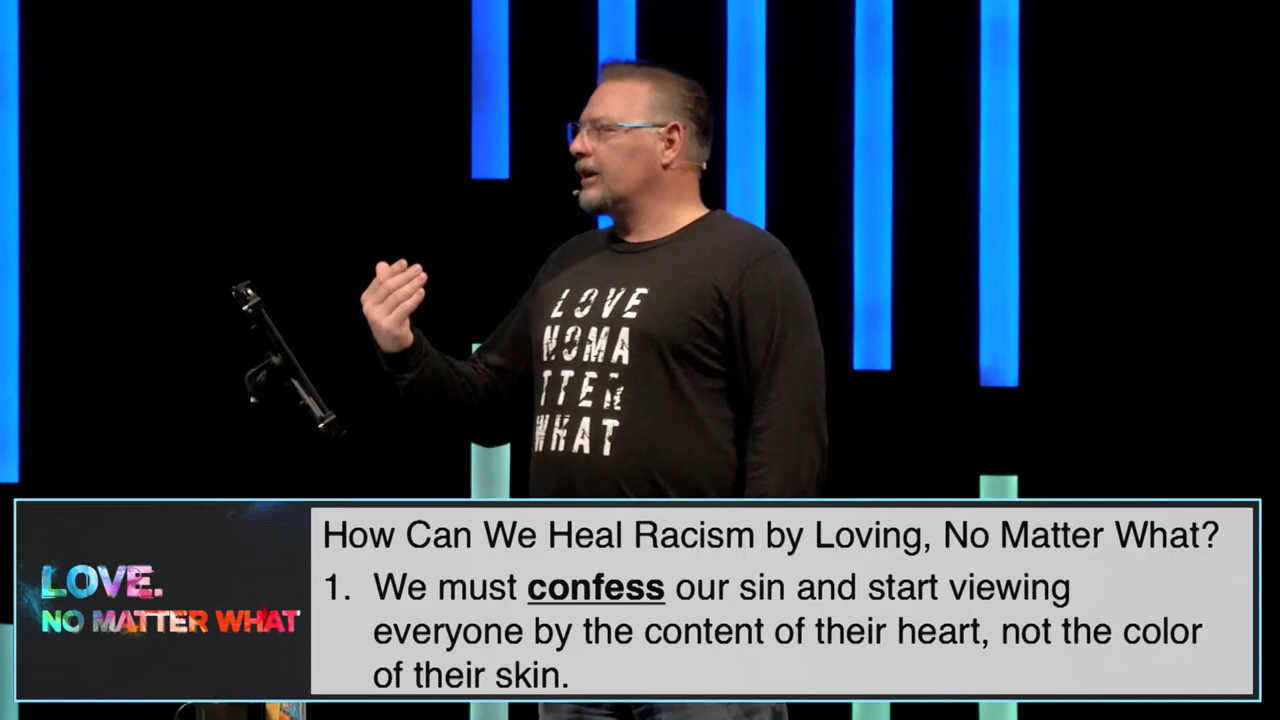 LOVE
NOMA
TTER
WHAT
LOVE.
NO MATTER WHAT
How Can We Heal Racism by Loving, No Matter What?
1. We must confess our sin and start viewing
everyone by the content of their heart, not the color
of their skin.